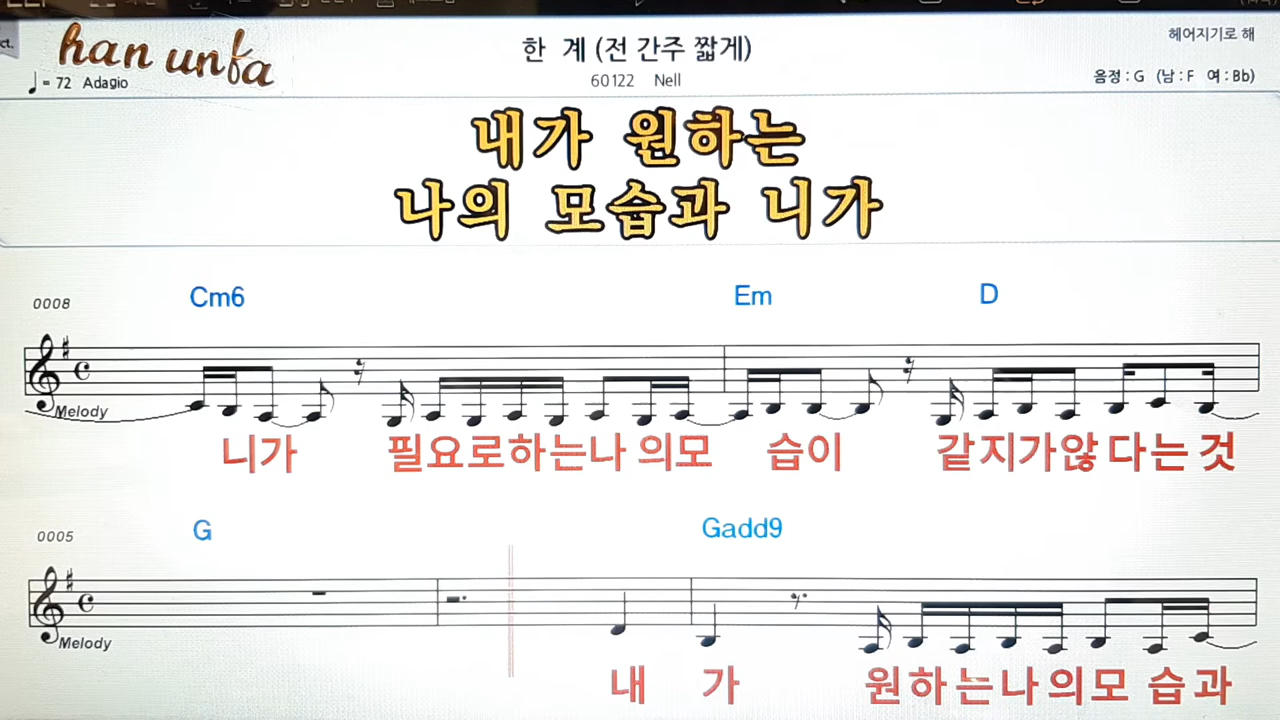 ct.
han unfa
한 계 (전 간주 짧게)
헤어지기로 해
♩= 72 Adagio
60122 Nell
음정 : G (남 : F 여 : Bb)
내가 원하는
나의 모습과 니가
0008 Cm6 Em D
Melody
니가 필요로하는나 의모 습이 같지가않 다는 것
0005 G Gadd9
Melody
내 가 원하는나의모 습과